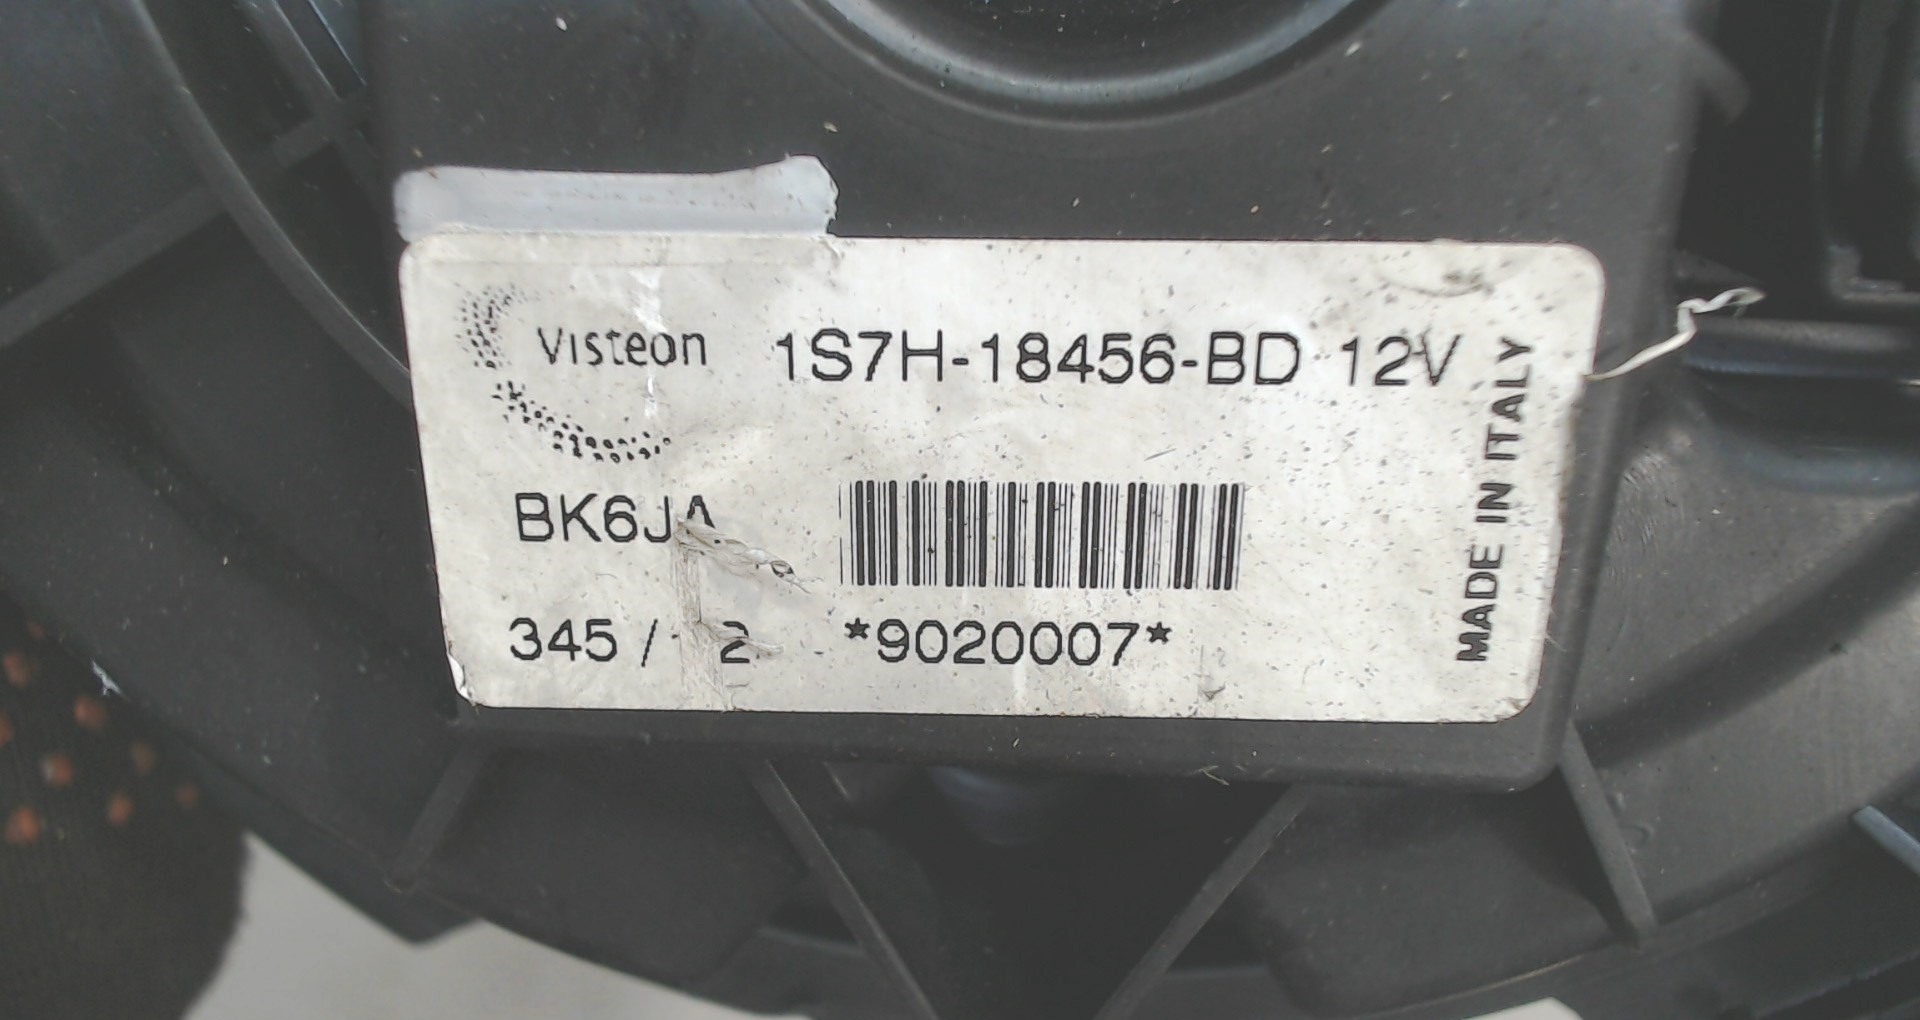 Visteon 1S7H-18456-BD 12V
BK6JA
345 / 2
*9020007*
MADE IN ITALY